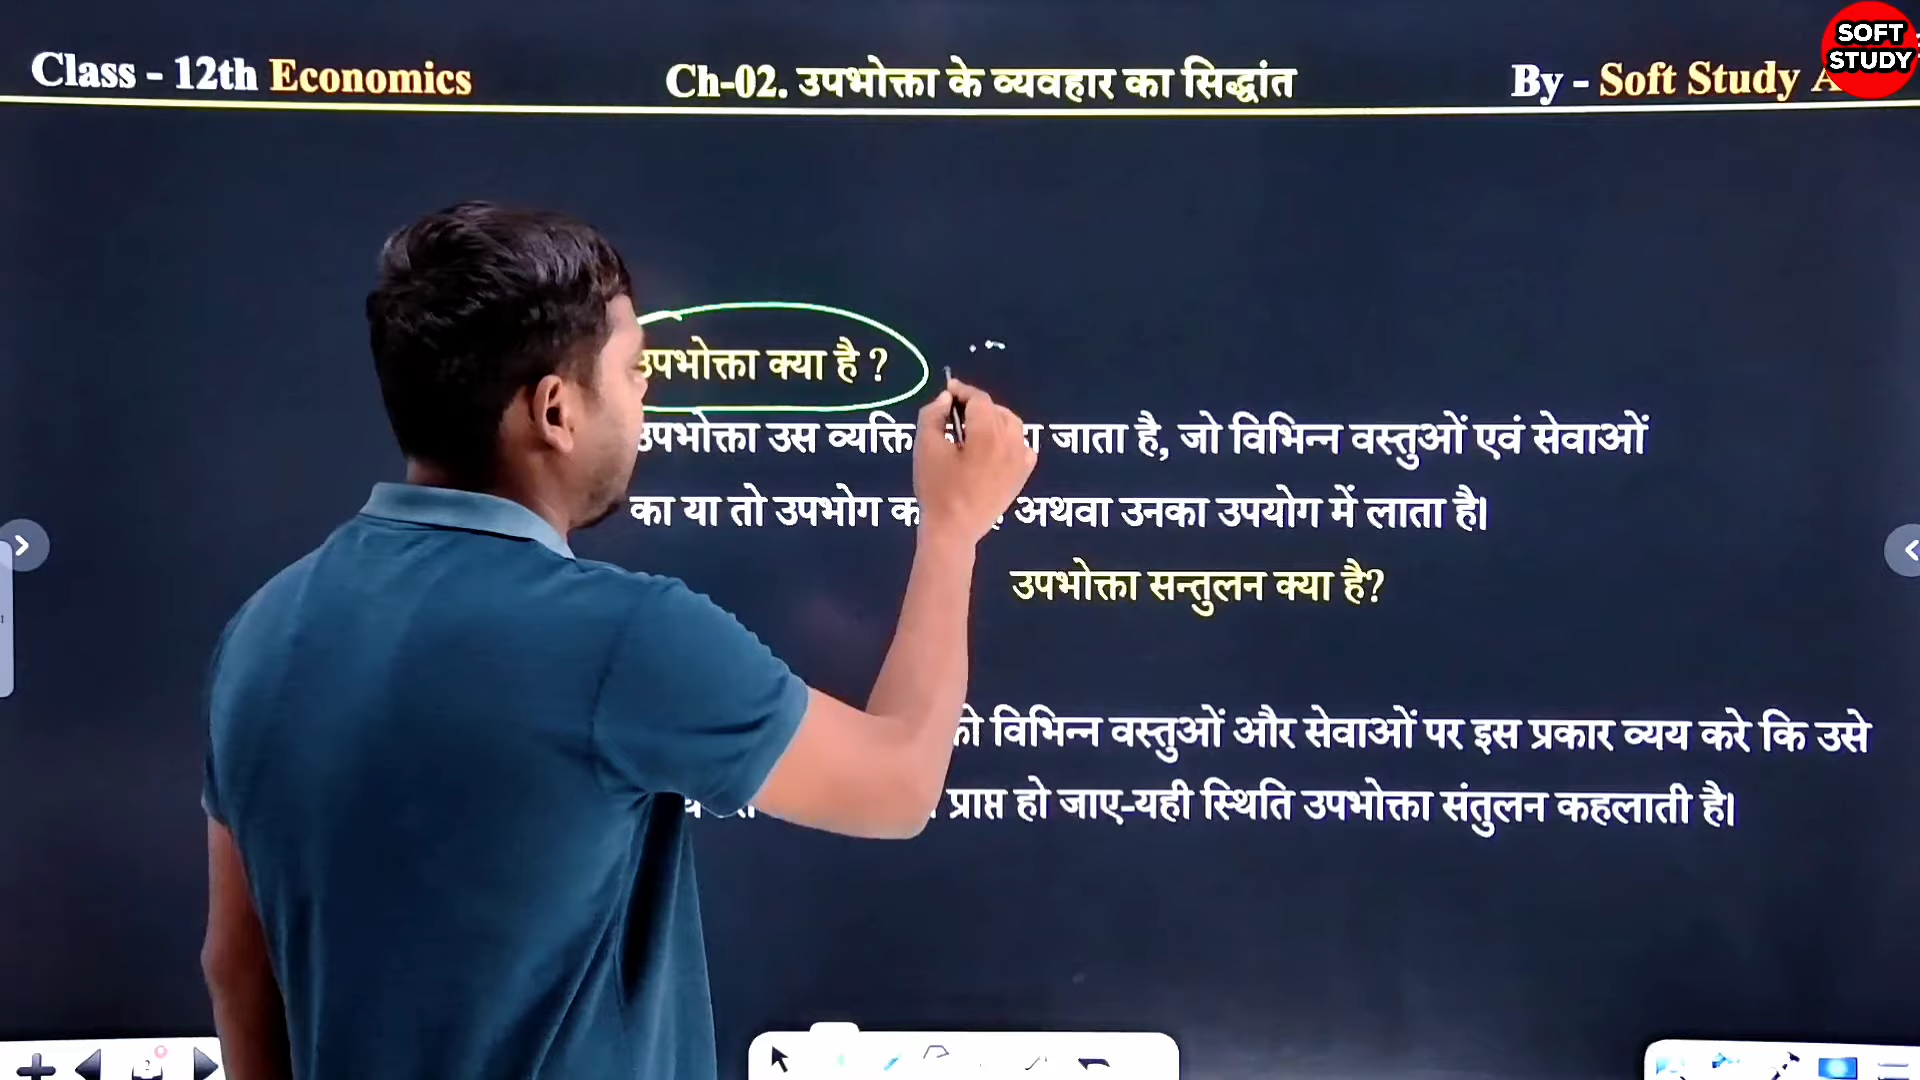 Class - 12th Economics Ch-02. उपभोक्ता के व्यवहार का सिद्धांत By - Soft Study
SOFT STUDY
उपभोक्ता क्या है ?
उपभोक्ता उस व्यक्ति जाता है, जो विभिन्न वस्तुओं एवं सेवाओं
का या तो उपभोग अथवा उनका उपयोग में लाता है।
उपभोक्ता सन्तुलन क्या है?
विभिन्न वस्तुओं और सेवाओं पर इस प्रकार व्यय करे कि उसे
प्राप्त हो जाए-यही स्थिति उपभोक्ता संतुलन कहलाती है।